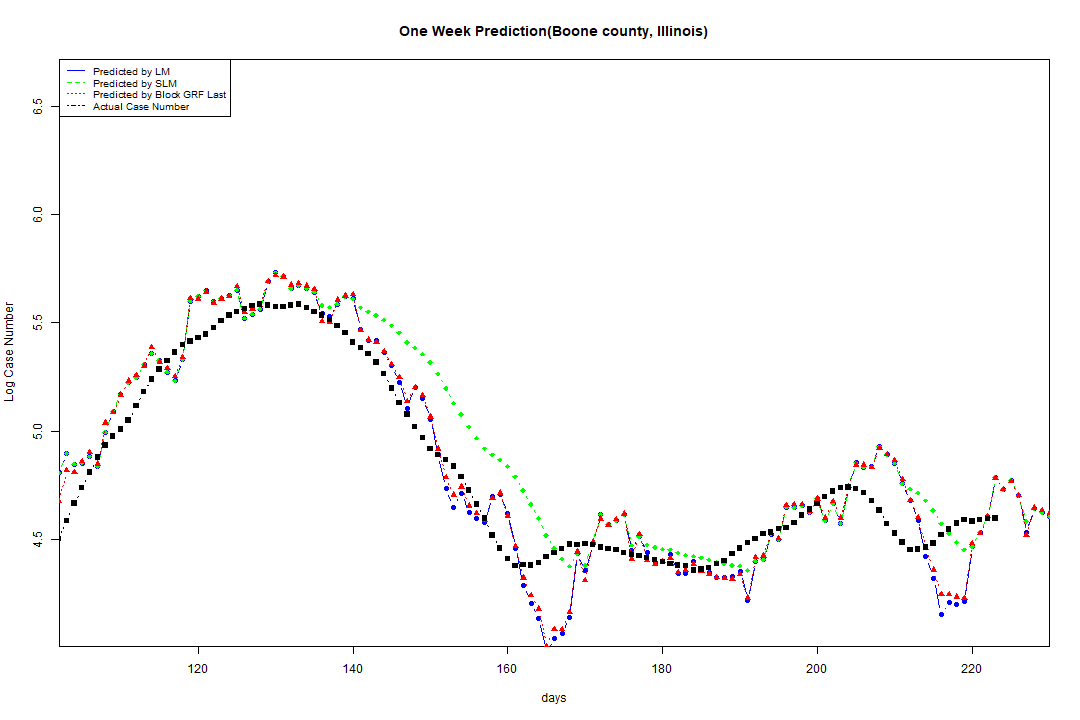 One Week Prediction(Boone county, Illinois)
Predicted by LM
Predicted by SLM
Predicted by Block GRF Last
Actual Case Number
6.5
6.0
5.5
5.0
4.5
Log Case Number
120 140 160 180 200 220
days